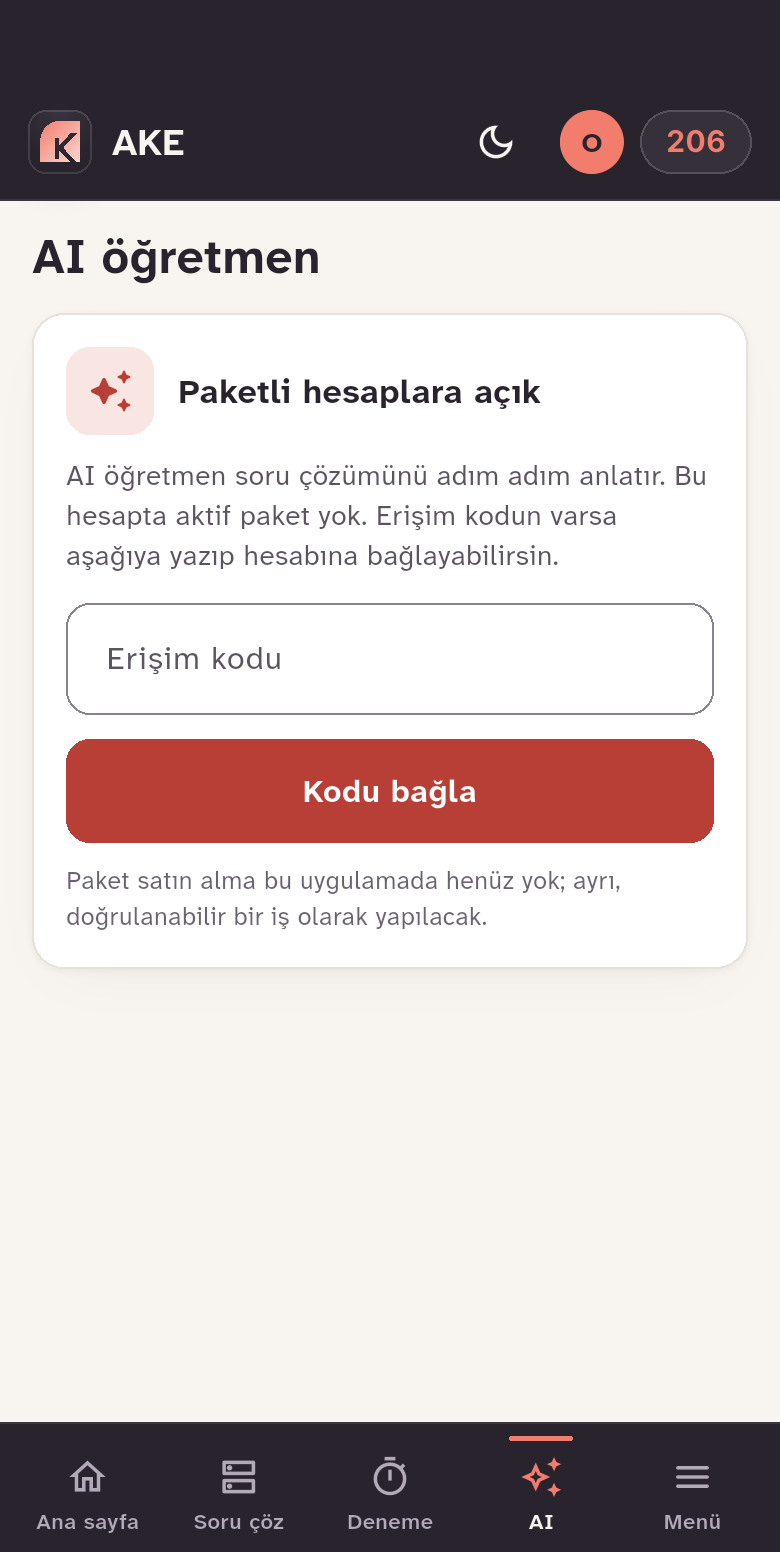 K
AKE
O
206
AI öğretmen
Paketli hesaplara açık
AI öğretmen soru çözümünü adım adım anlatır. Bu
hesapta aktif paket yok. Erişim kodun varsa
aşağıya yazıp hesabına bağlayabilirsin.
Erişim kodu
Kodu bağla
Paket satın alma bu uygulamada henüz yok; ayrı,
doğrulanabilir bir iş olarak yapılacak.
Ana sayfa
Soru çöz
Deneme
AI
Menü